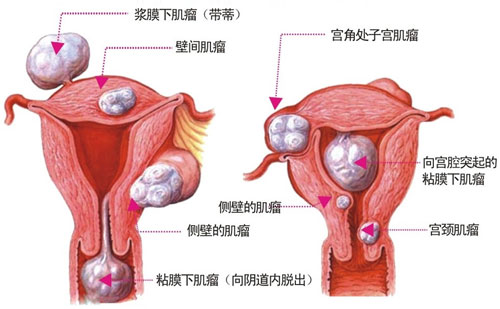 浆膜下肌瘤（带蒂）
壁间肌瘤
侧壁的肌瘤
粘膜下肌瘤（向阴道内脱出）
宫角处子宫肌瘤
向宫腔突起的
粘膜下肌瘤
侧壁的肌瘤
宫颈肌瘤